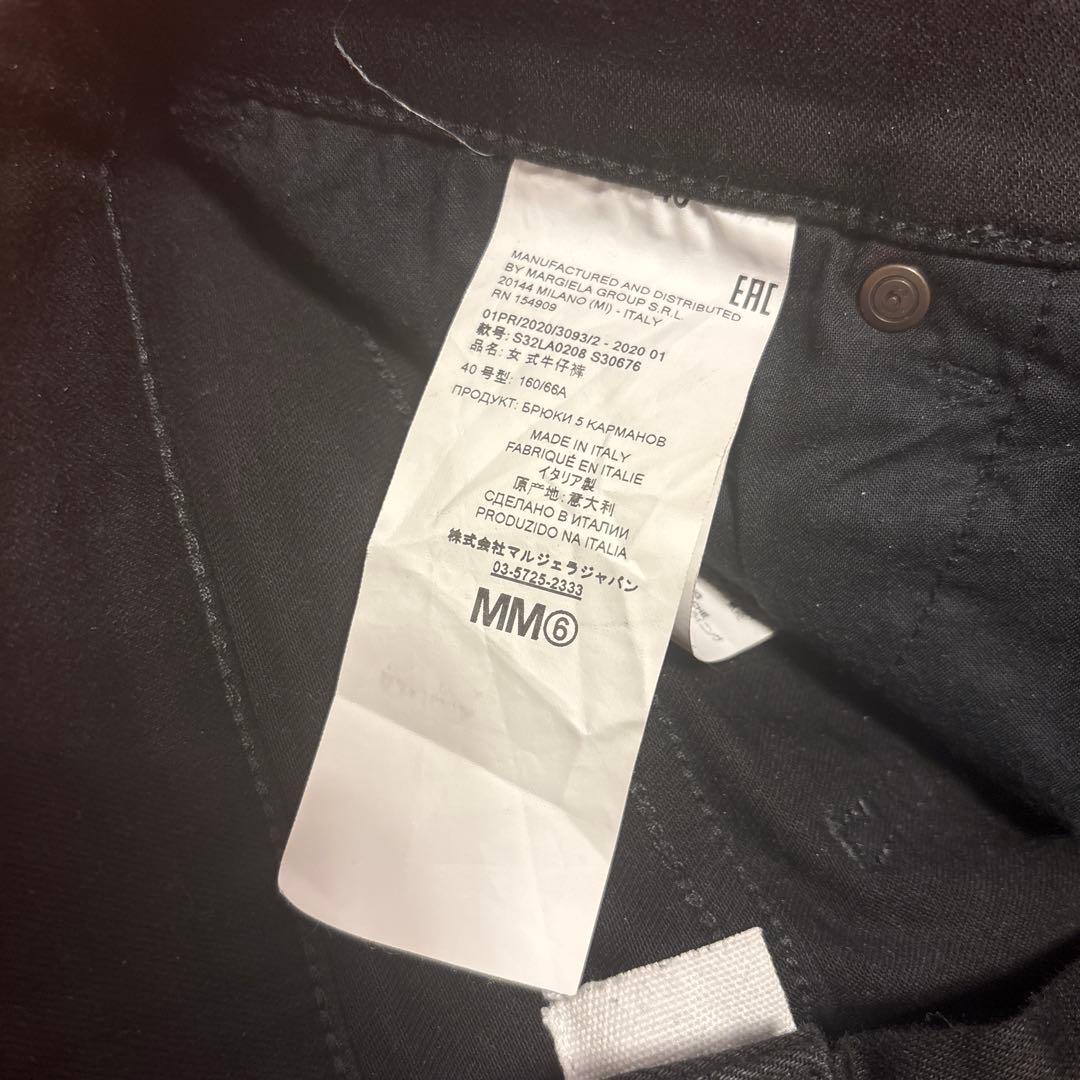 MANUFACTURED AND DISTRIBUTED
BY MARGIELA GROUP S.R.L.
20144 MILANO (MI) - ITALY
RN 154909
EAC
01PR/2020/3093/2 - 2020 01
款号: S32LA0208 S30676
品名: 女 式牛仔裤
40 号型: 160/66A
ПРОДУКТ: БРЮКИ 5 КАРМАНОВ
MADE IN ITALY
FABRIQUÉ EN ITALIE
イタリア製
原产地: 意大利
СДЕЛАНО В ИТАЛИИ
PRODUZIDO NA ITALIA
株式会社マルジェラジャパン
03-5725-2333
MM⑥